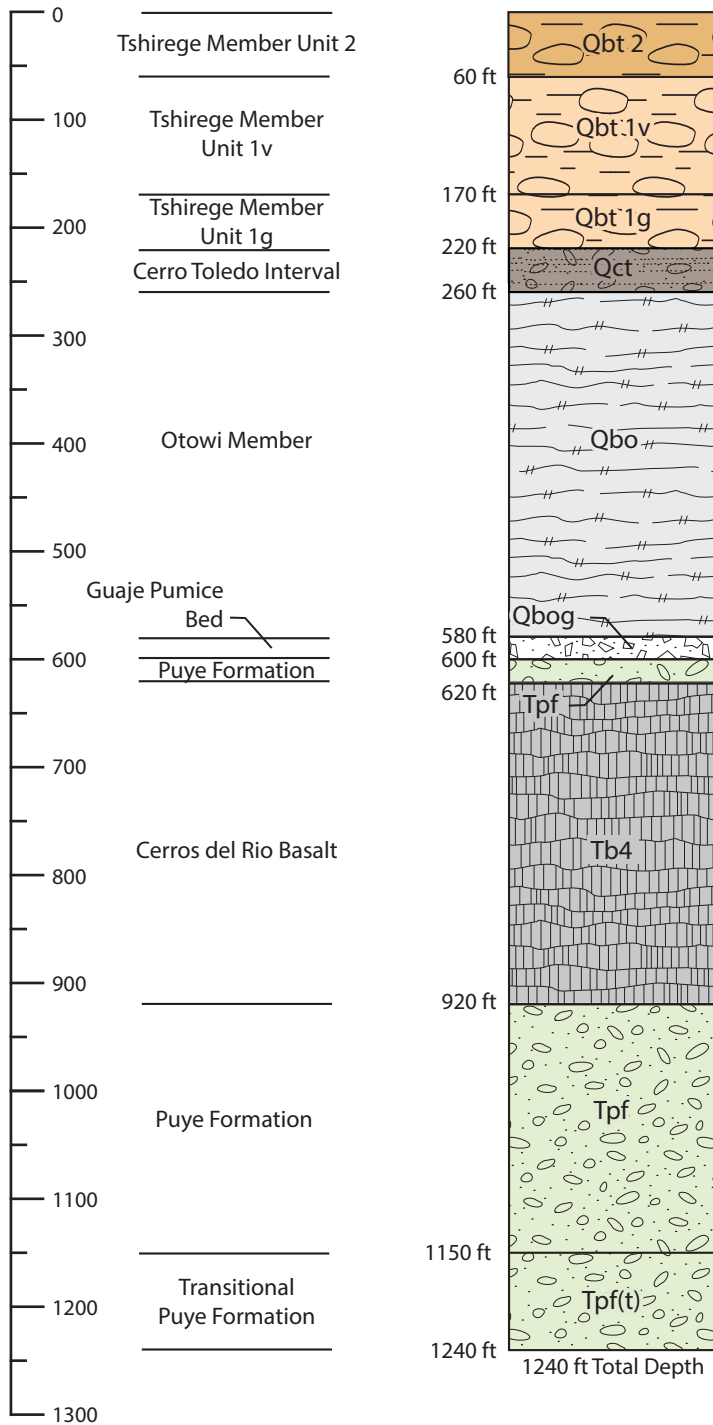 0
Tshirege Member Unit 2
Qbt 2
60 ft
100
Tshirege Member
Unit 1v
Qbt 1v
170 ft
200
Tshirege Member
Unit 1g
Qbt 1g
220 ft
Cerro Toledo Interval
Qct
260 ft
300
400
Otowi Member
Qbo
500
Guaje Pumice
Bed
Qbog
580 ft
600
Puye Formation
600 ft
Tpf
620 ft
700
Cerros del Rio Basalt
Tb4
800
900
920 ft
1000
Puye Formation
Tpf
1100
1150 ft
Transitional
Puye Formation
1200
Tpf(t)
1240 ft
1240 ft Total Depth
1300